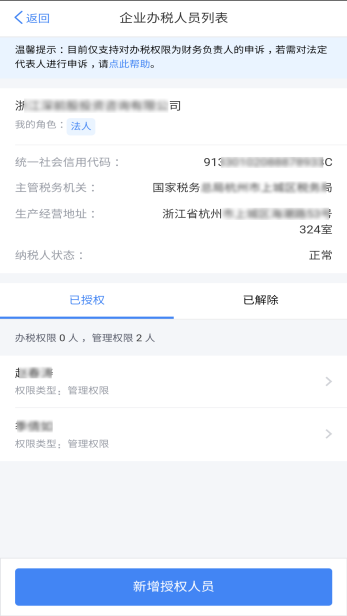 返回
企业办税人员列表
温馨提示：目前仅支持对办税权限为财务负责人的申诉，若需对法定
代表人进行申诉，请点此帮助。
浙 司
我的角色： 法人
统一社会信用代码： 913 C
主管税务机关： 国家税务 局
生产经营地址： 浙江省杭州 号
324室
纳税人状态： 正常
已授权 已解除
办税权限 0 人 ，管理权限 2 人
权限类型：管理权限
权限类型：管理权限
新增授权人员